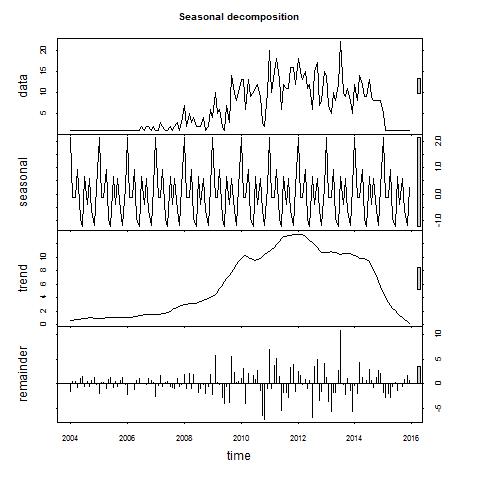 Seasonal decomposition
data
5 10 15 20
seasonal
-1.0 0.0 1.0 2.0
trend
0 2 4 6 8 10
remainder
-5 0 5 10
2004 2006 2008 2010 2012 2014 2016
time